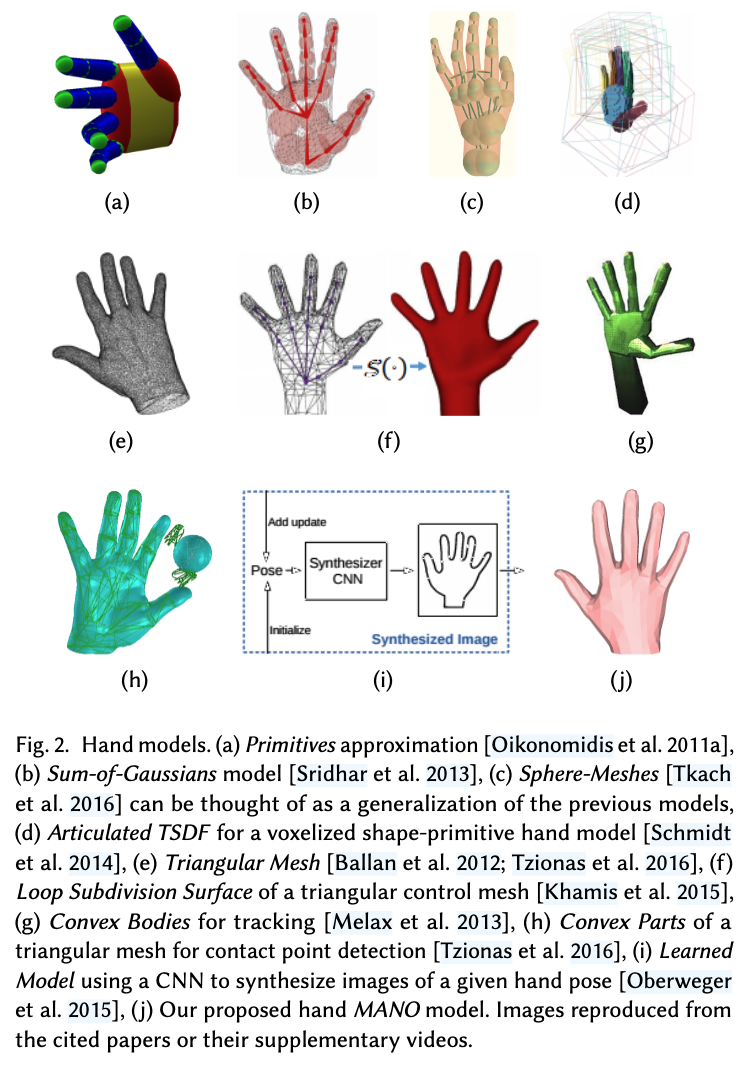 (a)
(b)
(c)
(d)
(e)
S(·)
(f)
(g)
(h)
Add update
Pose
Synthesizer
CNN
Initialize
Synthesized Image
(i)
(j)
Fig. 2. Hand models. (a) Primitives approximation [Oikonomidis et al. 2011a],
(b) Sum-of-Gaussians model [Sridhar et al. 2013], (c) Sphere-Meshes [Tkach
et al. 2016] can be thought of as a generalization of the previous models,
(d) Articulated TSDF for a voxelized shape-primitive hand model [Schmidt
et al. 2014], (e) Triangular Mesh [Ballan et al. 2012; Tzionas et al. 2016], (f)
Loop Subdivision Surface of a triangular control mesh [Khamis et al. 2015],
(g) Convex Bodies for tracking [Melax et al. 2013], (h) Convex Parts of a
triangular mesh for contact point detection [Tzionas et al. 2016], (i) Learned
Model using a CNN to synthesize images of a given hand pose [Oberweger
et al. 2015], (j) Our proposed hand MANO model. Images reproduced from
the cited papers or their supplementary videos.